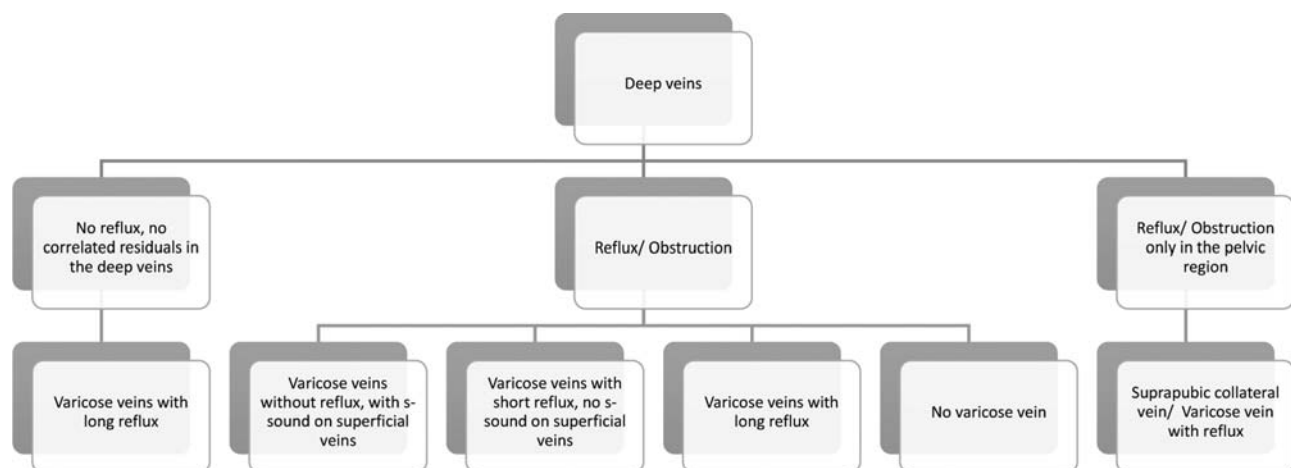 Deep veins
No reflux, no
correlated residuals in
the deep veins
Reflux/ Obstruction
Reflux/ Obstruction
only in the pelvic
region
Varicose veins with
long reflux
Varicose veins
without reflux, with s-
sound on superficial
veins
Varicose veins with
short reflux, no s-
sound on superficial
veins
Varicose veins with
long reflux
No varicose vein
Suprapubic collateral
vein/ Varicose vein
with reflux